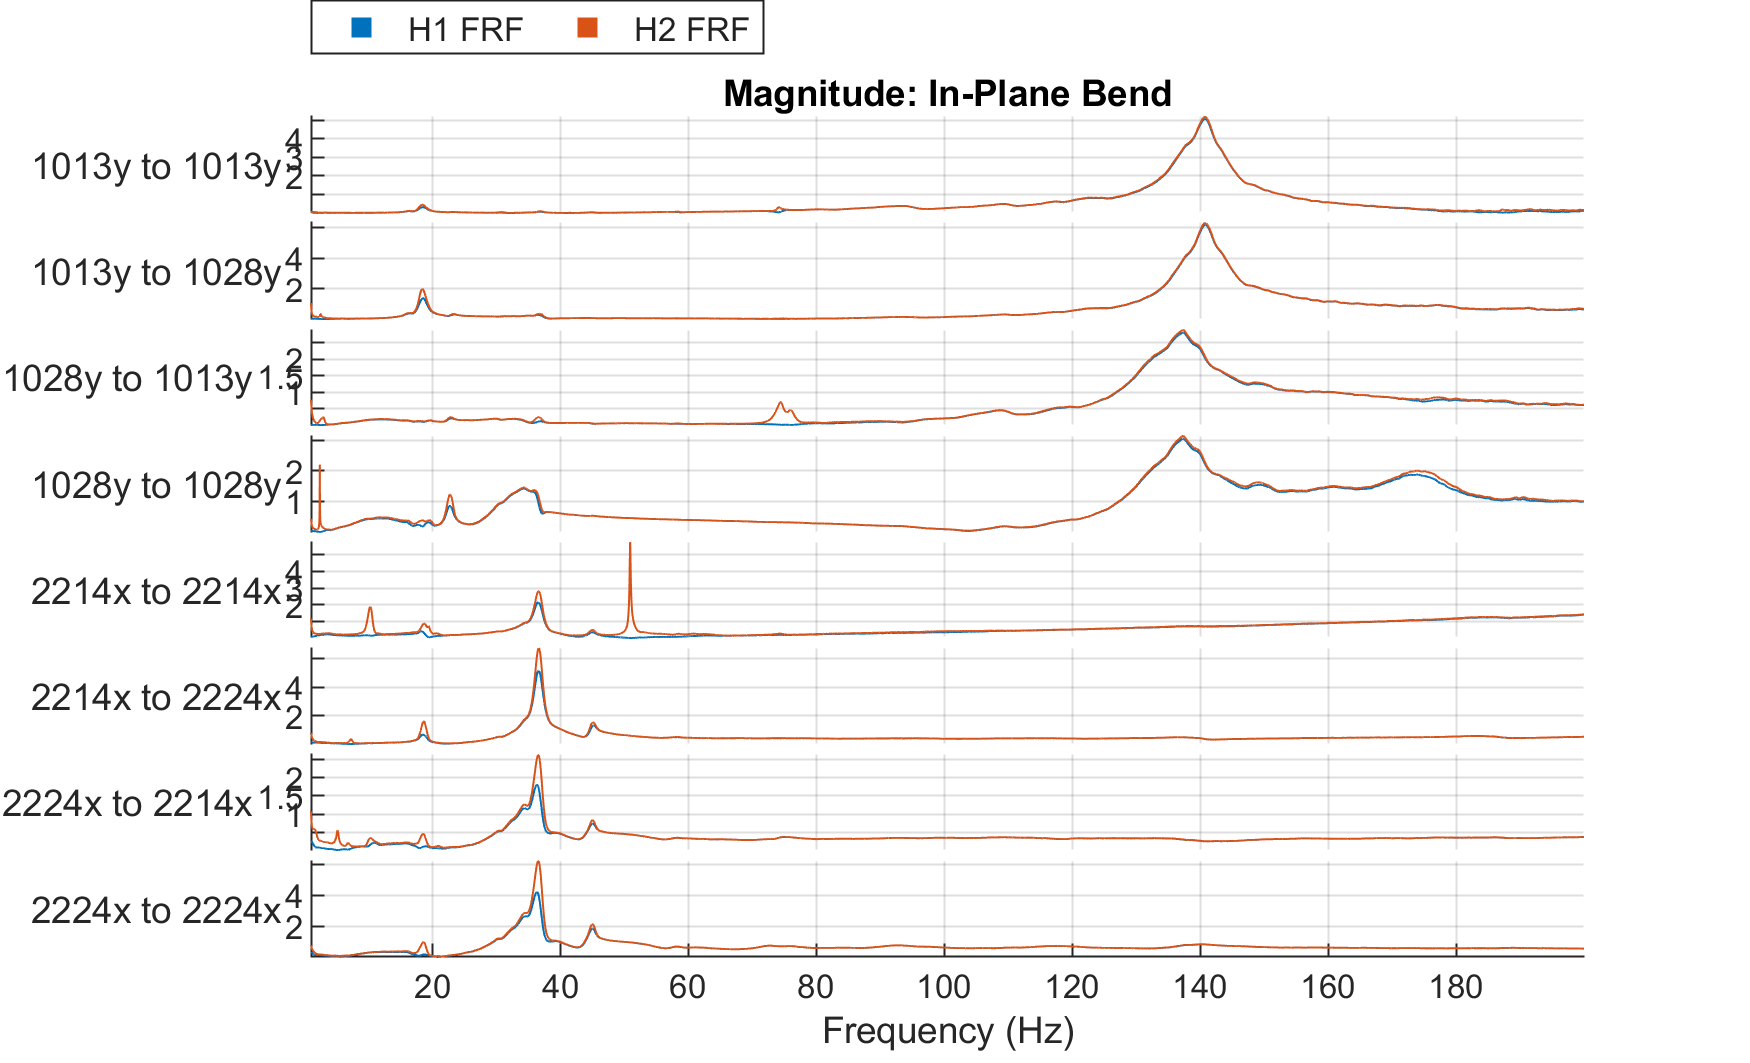 H1 FRF H2 FRF
Magnitude: In-Plane Bend
1013y to 1013y
4
3
2
1013y to 1028y
4
2
1028y to 1013y
2
1.5
1
1028y to 1028y
2
1
2214x to 2214x
4
3
2
2214x to 2224x
4
2
2224x to 2214x
2
1.5
1
2224x to 2224x
4
2
20 40 60 80 100 120 140 160 180
Frequency (Hz)